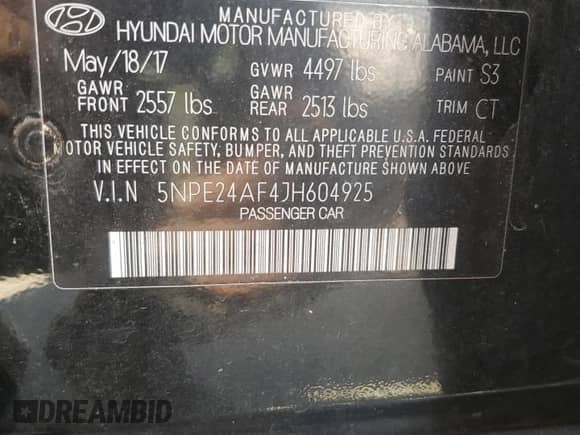 MANUFACTURED BY
HYUNDAI MOTOR MANUFACTURING ALABAMA, LLC
May/18/17 GVWR 4497 lbs PAINT S3
GAWR FRONT 2557 lbs GAWR REAR 2513 lbs TRIM CT
THIS VEHICLE CONFORMS TO ALL APPLICABLE U.S.A. FEDERAL
MOTOR VEHICLE SAFETY, BUMPER, AND THEFT PREVENTION STANDARDS
IN EFFECT ON THE DATE OF MANUFACTURE SHOWN ABOVE.
V.I.N 5NPE24AF4JH604925
PASSENGER CAR
DREAMBID